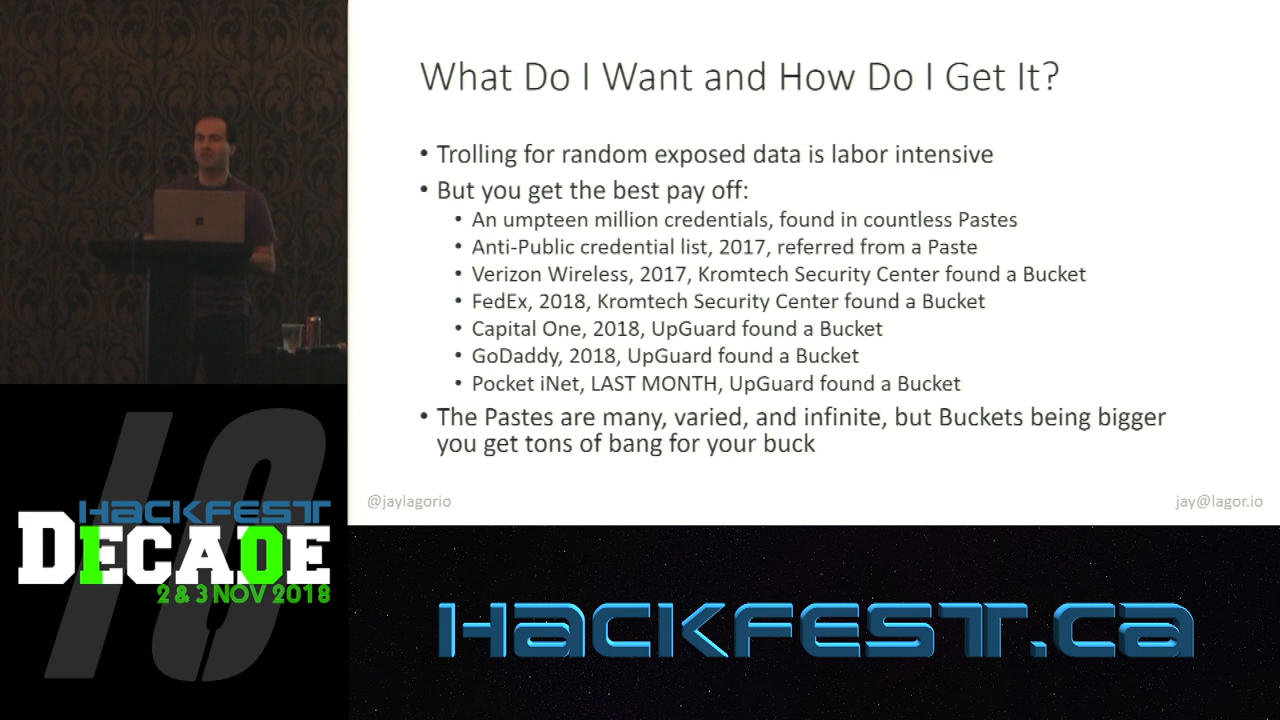 What Do I Want and How Do I Get It?
• Trolling for random exposed data is labor intensive
• But you get the best pay off:
• An umpteen million credentials, found in countless Pastes
• Anti-Public credential list, 2017, referred from a Paste
• Verizon Wireless, 2017, Kromtech Security Center found a Bucket
• FedEx, 2018, Kromtech Security Center found a Bucket
• Capital One, 2018, UpGuard found a Bucket
• GoDaddy, 2018, UpGuard found a Bucket
• Pocket iNet, LAST MONTH, UpGuard found a Bucket
• The Pastes are many, varied, and infinite, but Buckets being bigger
you get tons of bang for your buck
@jaylagorio
jay@lagor.io
10
HACKFEST
DECADE
2 & 3 NOV 2018
HACKFEST.CA